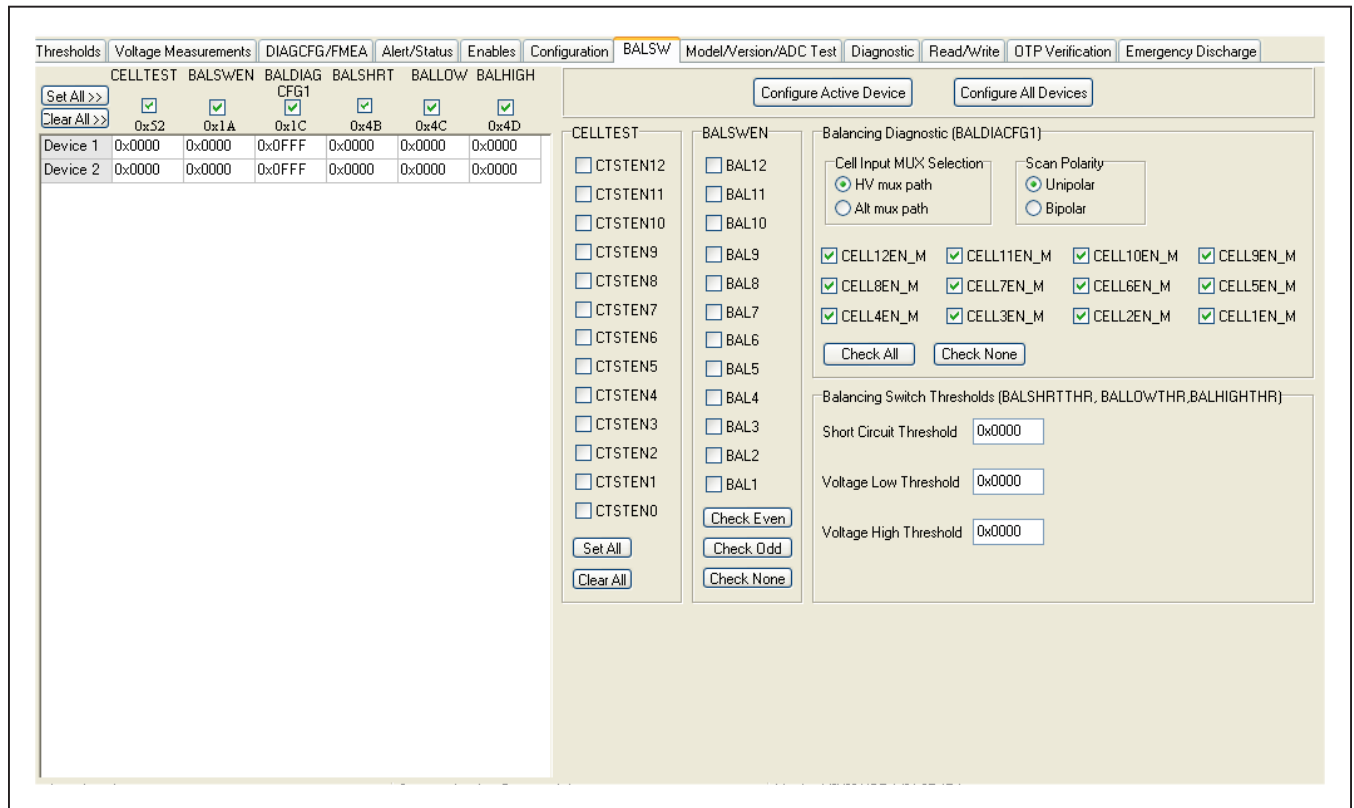 Thresholds Voltage Measurements DIAGCFG/FMEA Alert/Status Enables Configuration BALSW Model/Version/ADC Test Diagnostic Read/Write OTP Verification Emergency Discharge
CELLTEST BALSWEN BALDIAG CFG1 BALSHRT BALLOW BALHIGH
Set All >>
Clear All >>
0x52 0x1A 0x1C 0x4B 0x4C 0x4D
Device 1 0x0000 0x0000 0x0FFF 0x0000 0x0000 0x0000
Device 2 0x0000 0x0000 0x0FFF 0x0000 0x0000 0x0000
Configure Active Device Configure All Devices
CELLTEST
CTSTEN12
CTSTEN11
CTSTEN10
CTSTEN9
CTSTEN8
CTSTEN7
CTSTEN6
CTSTEN5
CTSTEN4
CTSTEN3
CTSTEN2
CTSTEN1
CTSTEN0
Set All
Clear All
BALSWEN
BAL12
BAL11
BAL10
BAL9
BAL8
BAL7
BAL6
BAL5
BAL4
BAL3
BAL2
BAL1
Check Even
Check Odd
Check None
Balancing Diagnostic (BALDIACFG1)
Cell Input MUX Selection
HV mux path
Alt mux path
Scan Polarity
Unipolar
Bipolar
CELL12EN_M CELL11EN_M CELL10EN_M CELL9EN_M
CELL8EN_M CELL7EN_M CELL6EN_M CELL5EN_M
CELL4EN_M CELL3EN_M CELL2EN_M CELL1EN_M
Check All Check None
Balancing Switch Thresholds (BALSHRTTHR, BALLOWTHR,BALHIGHTHR)
Short Circuit Threshold 0x0000
Voltage Low Threshold 0x0000
Voltage High Threshold 0x0000